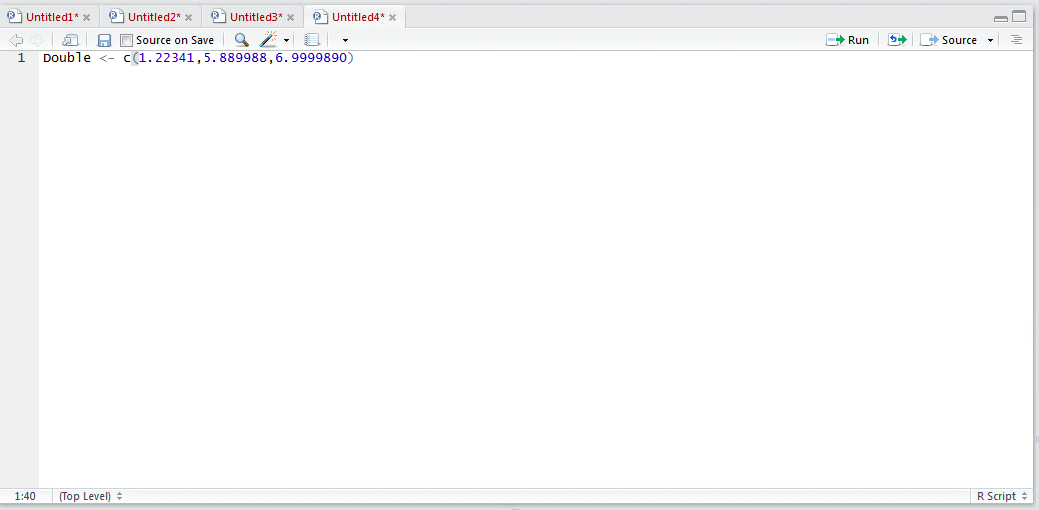 Untitled1* Untitled2* Untitled3* Untitled4*
Source on Save Run Source
1 Double <- c(1.22341,5.889988,6.9999890)
1:40 (Top Level) R Script